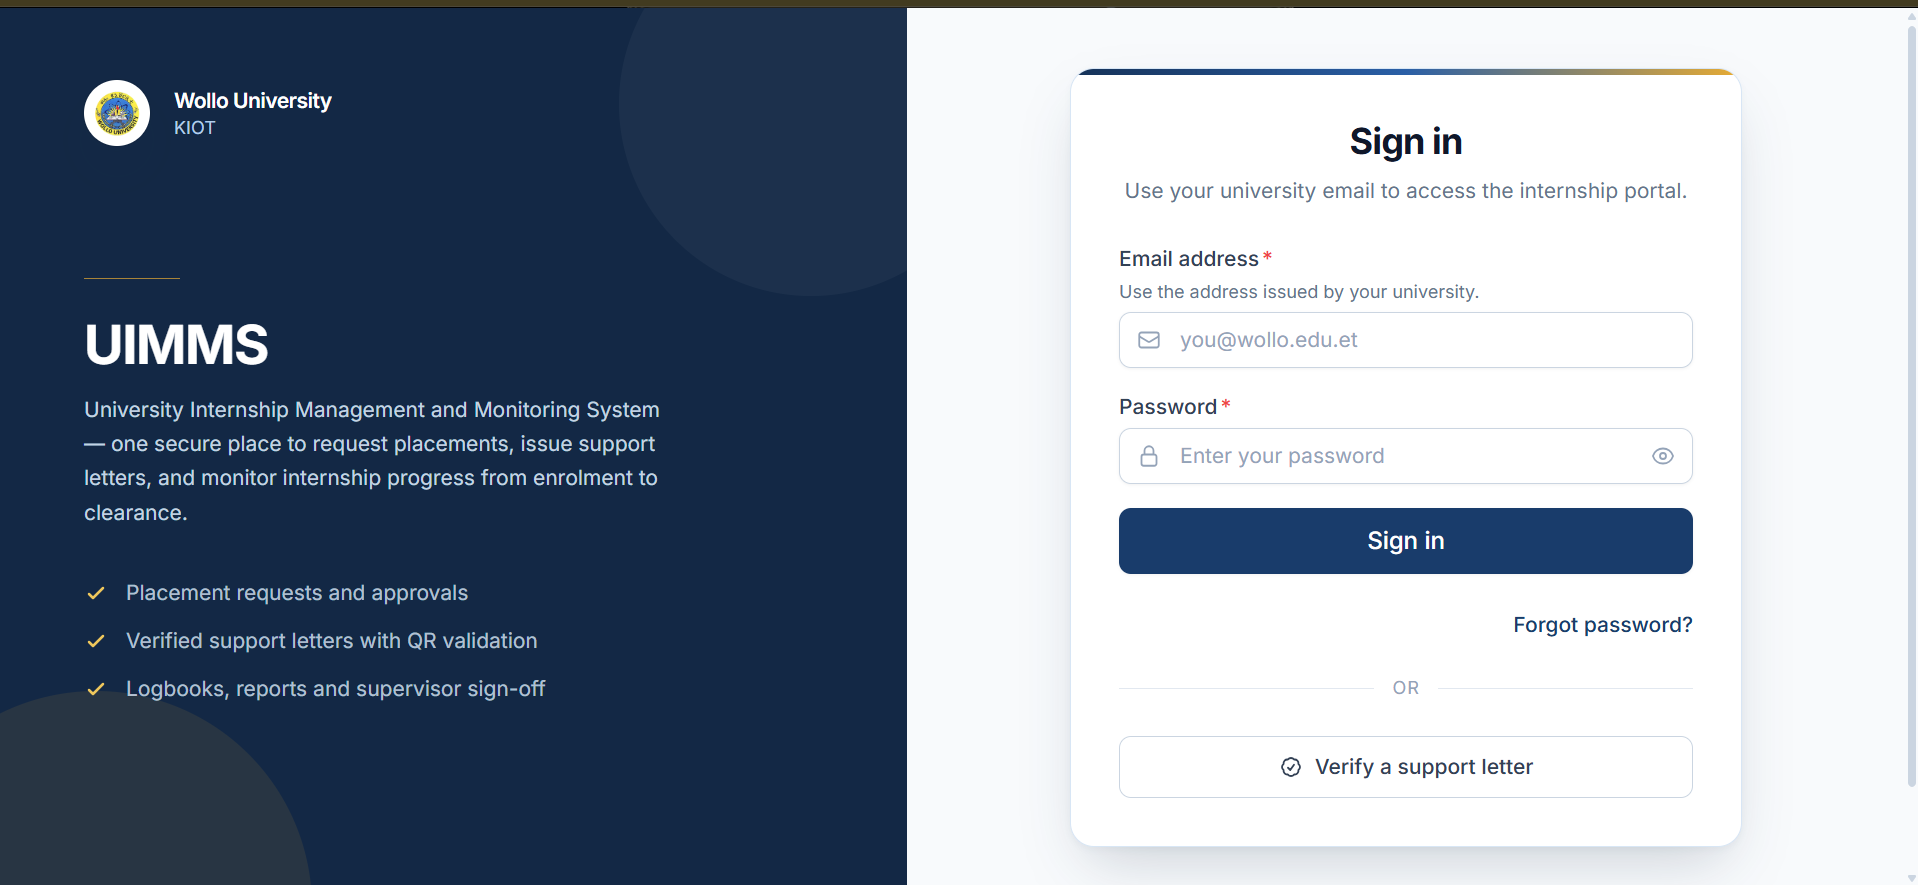 Wollo University
KIOT
UIMMS
University Internship Management and Monitoring System
— one secure place to request placements, issue support
letters, and monitor internship progress from enrolment to
clearance.
Placement requests and approvals
Verified support letters with QR validation
Logbooks, reports and supervisor sign-off
Sign in
Use your university email to access the internship portal.
Email address *
Use the address issued by your university.
you@wollo.edu.et
Password *
Enter your password
Sign in
Forgot password?
OR
Verify a support letter